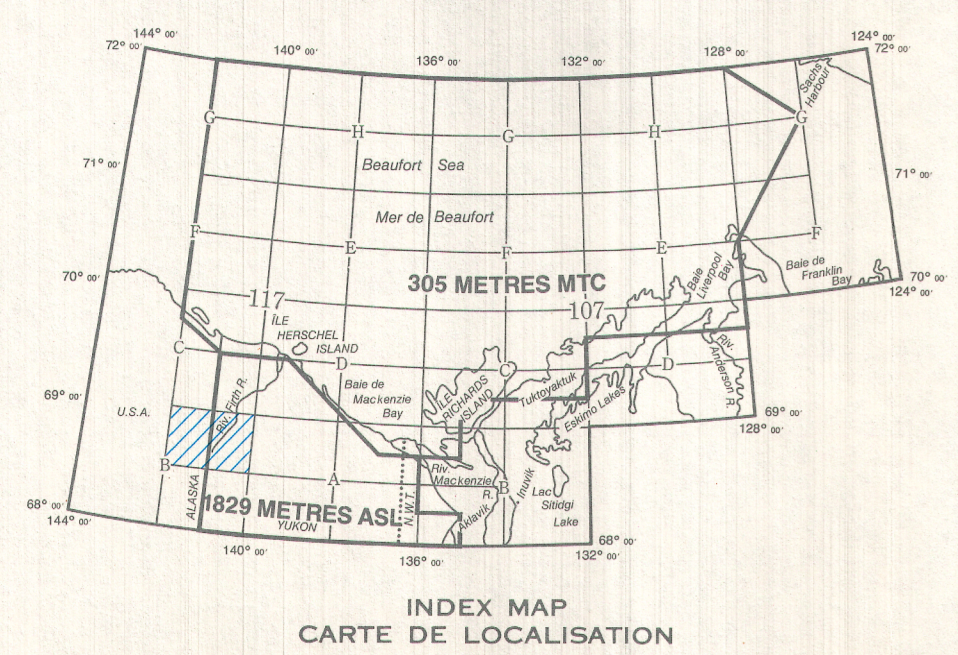 144° 00'
72° 00'
140° 00'
136° 00'
132° 00'
128° 00'
124° 00'
72° 00'
Sachs
Harbour
G
H
G
H
G
71° 00'
Beaufort Sea
71° 00'
Mer de Beaufort
F
E
F
E
F
70° 00'
305 METRES MTC
Baie
Liverpool
Bay
Baie de
Franklin
Bay
70° 00'
124° 00'
117
107
ÎLE
HERSCHEL
ISLAND
C
D
C
D
Baie de
Mackenzie
Bay
ÎLE
RICHARDS
ISLAND
Tuktoyaktuk
Eskimo Lakes
Riv.
Anderson R.
69° 00'
U.S.A.
Riv. Firth R.
69° 00'
128° 00'
B
A
B
Riv.
Mackenzie
R.
Inuvik
Lac
Sitidgi
Lake
Aklavik
ALASKA
1829 METRES ASL
YUKON
N.W.T.
68° 00'
144° 00'
140° 00'
136° 00'
68° 00'
132° 00'
INDEX MAP
CARTE DE LOCALISATION